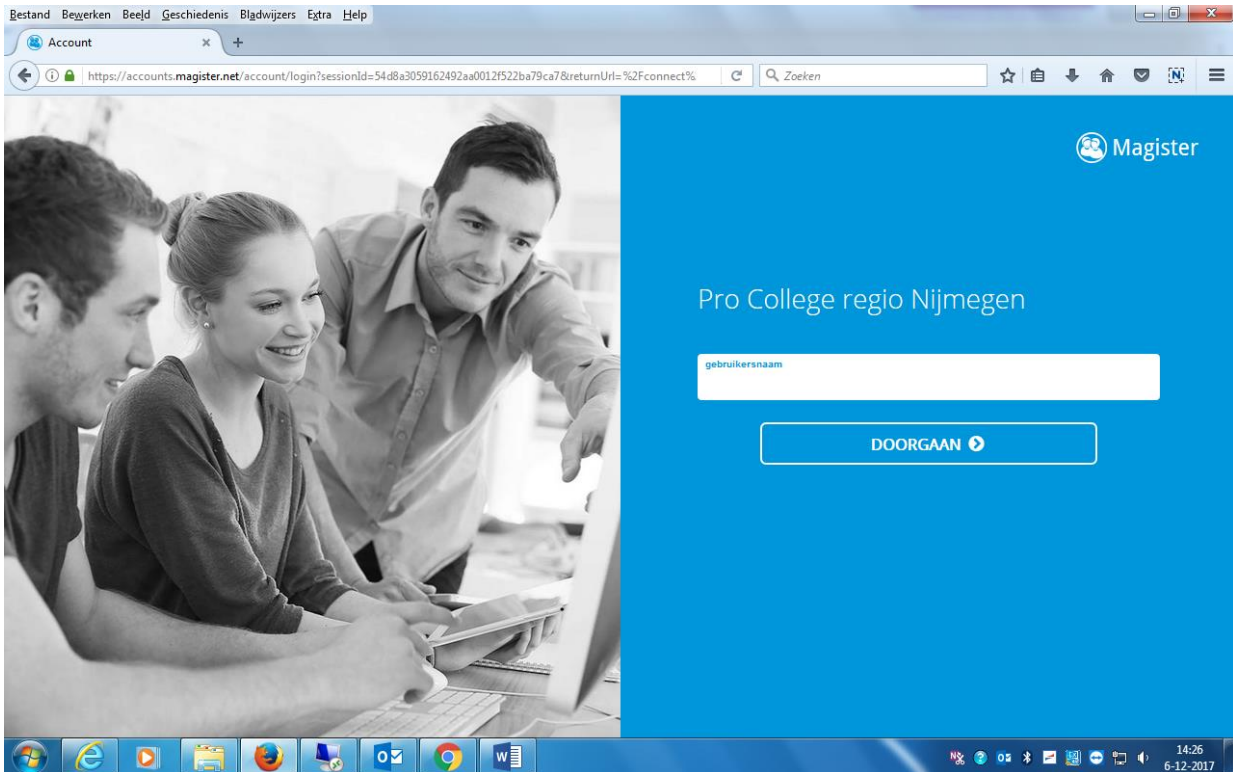 Bestand Bewerken Beeld Geschiedenis Bladwijzers Extra Help
Account
https://accounts.magister.net/account/login?sessionId=54d8a3059162492aa0012f522ba79ca7&returnUrl=%2Fconnect%
Zoeken
Magister
Pro College regio Nijmegen
gebruikersnaam
DOORGAAN
14:26
6-12-2017